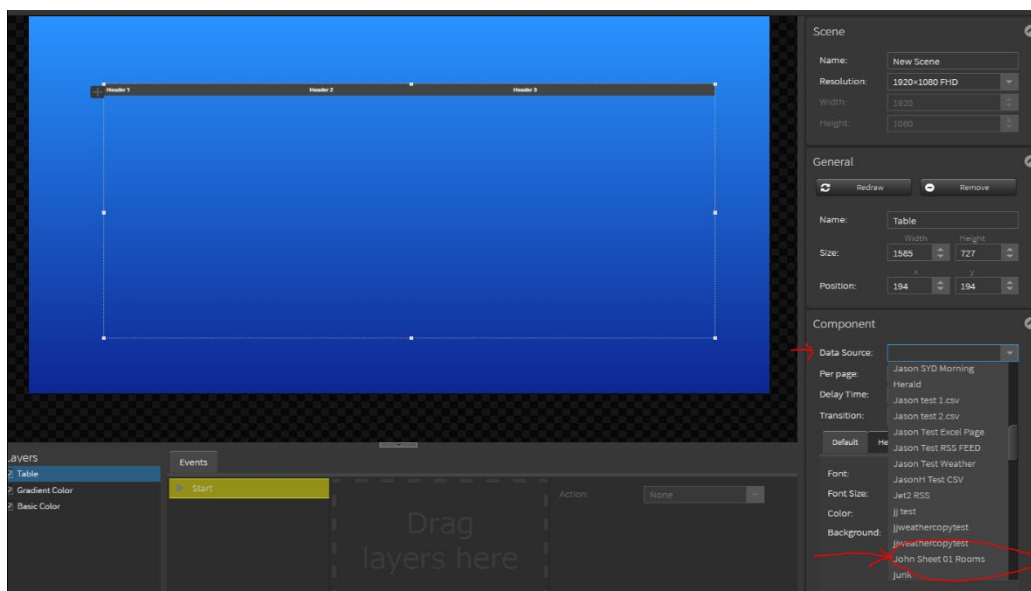 Scene
Name: New Scene
Resolution: 1920×1080 FHD
Width: 1920
Height: 1080
Header 1 Header 2 Header 3
General
Redraw Remove
Name: Table
Width Height
Size: 1585 727
x y
Position: 194 194
Component
Data Source:
Jason SYD Morning
Herald
Jason test 1.csv
Jason test 2.csv
Jason Test Excel Page
Jason Test RSS FEED
Jason Test Weather
JasonH Test CSV
Jet2 RSS
jj test
jjweathercopytest
jjweathercopytest
John Sheet 01 Rooms
junk
Per page:
Delay Time:
Transition:
Default He
Font:
Font Size:
Color:
Background:
Layers
Table
Gradient Color
Basic Color
Events
Start
Drag
layers here
Action: None